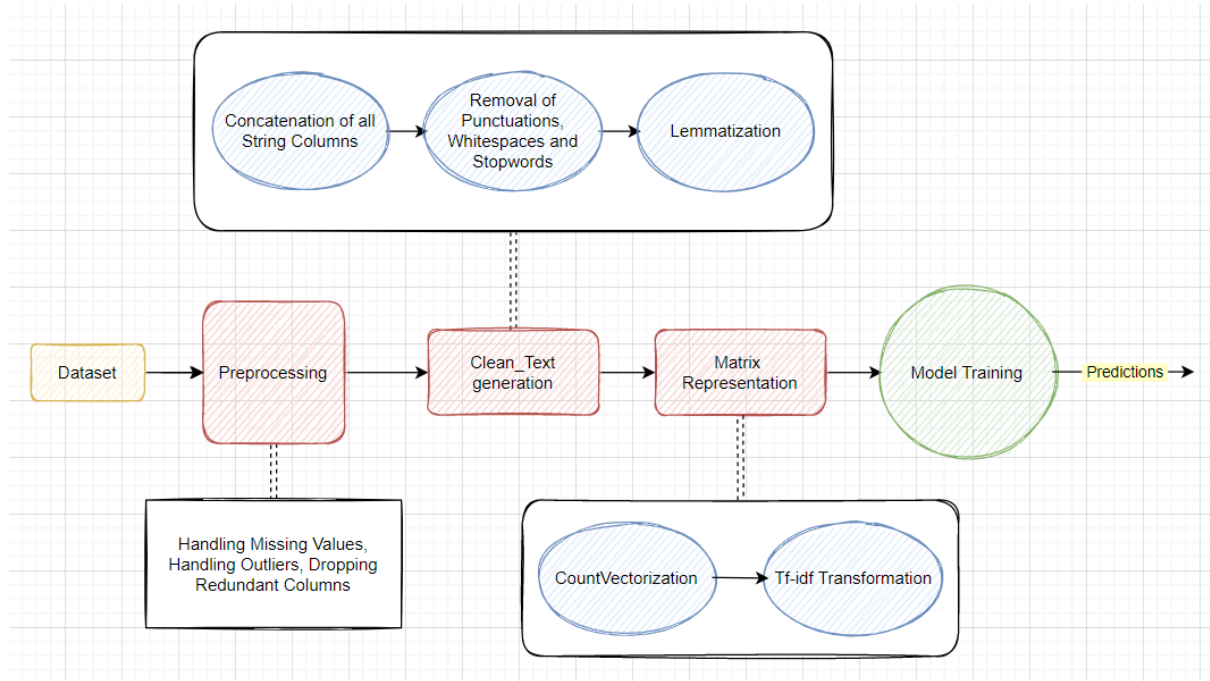 Concatenation of all
String Columns
Removal of
Punctuations,
Whitespaces and
Stopwords
Lemmatization
Dataset
Preprocessing
Clean_Text
generation
Matrix
Representation
Model Training
Predictions
Handling Missing Values,
Handling Outliers, Dropping
Redundant Columns
CountVectorization
Tf-idf Transformation